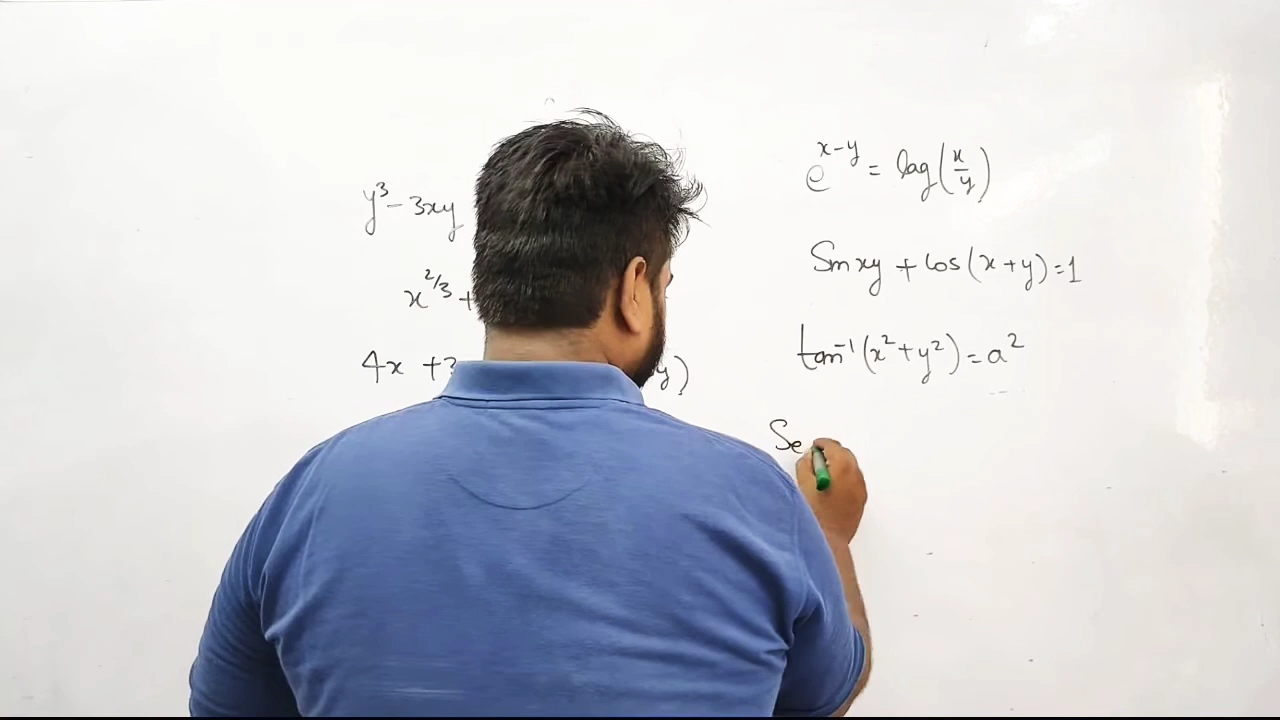 y³ - 3xy
x^{2/3} +
4x + y)
e^{x-y} = log(x/y)
Sin xy + cos(x+y) = 1
tan⁻¹(x² + y²) = a²
Se